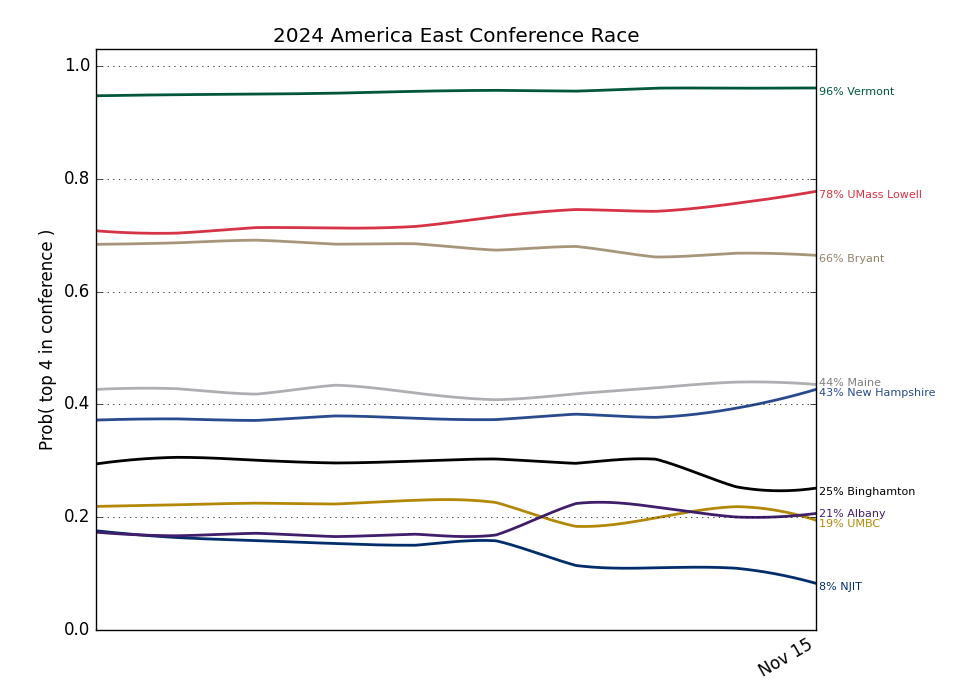 2024 America East Conference Race
Prob( top 4 in conference )
1.0
0.8
0.6
0.4
0.2
0.0
96% Vermont
78% UMass Lowell
66% Bryant
44% Maine
43% New Hampshire
25% Binghamton
21% Albany
19% UMBC
8% NJIT
Nov 15